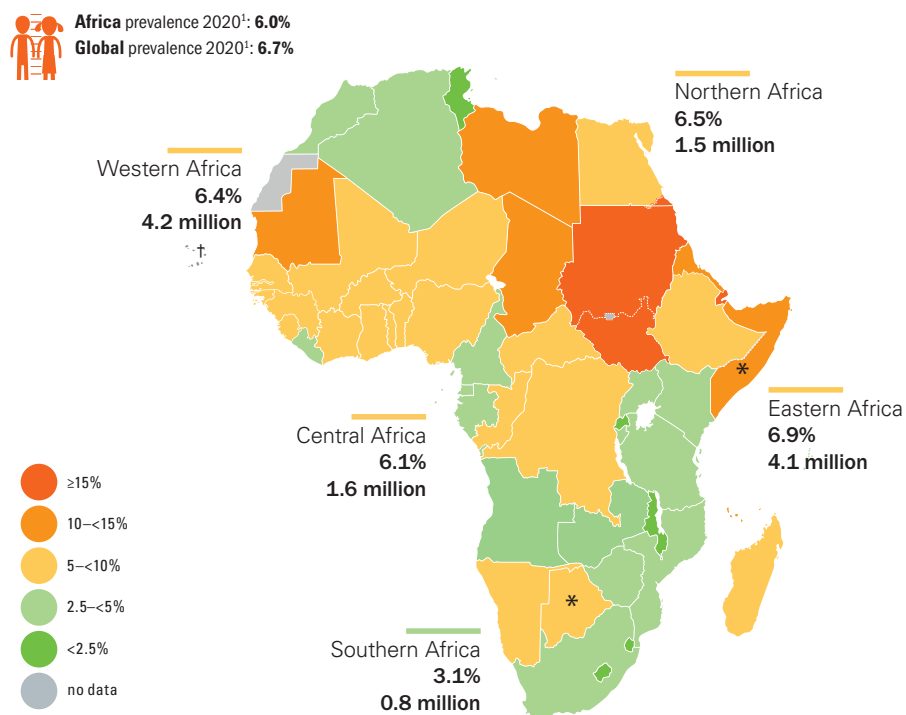 Africa prevalence 2020¹: 6.0%
Global prevalence 2020¹: 6.7%
Northern Africa
6.5%
1.5 million
Western Africa
6.4%
4.2 million
†
*
Eastern Africa
6.9%
4.1 million
Central Africa
6.1%
1.6 million
≥15%
10–<15%
5–<10%
2.5–<5%
<2.5%
no data
*
Southern Africa
3.1%
0.8 million